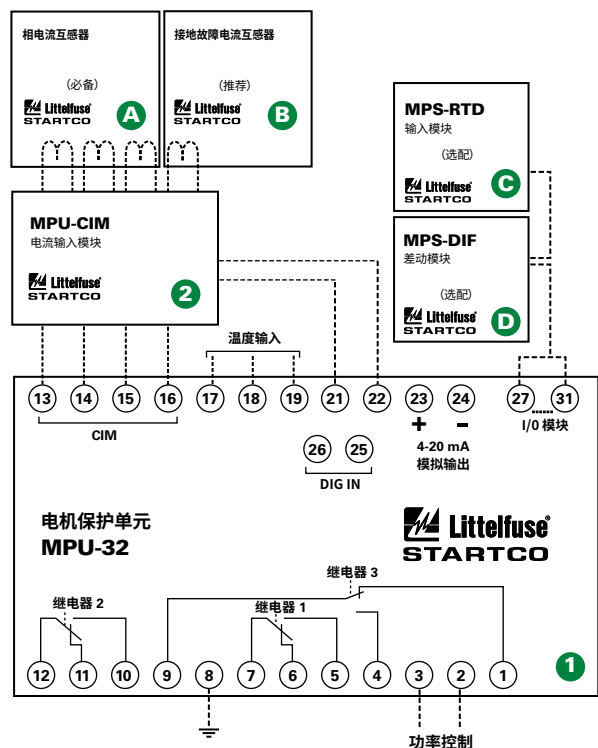 相电流互感器
(必备)
Littelfuse®
STARTCO
A
接地故障电流互感器
(推荐)
Littelfuse®
STARTCO
B
MPS-RTD
输入模块
(选配)
Littelfuse®
STARTCO
C
MPU-CIM
电流输入模块
Littelfuse®
STARTCO
2
MPS-DIF
差动模块
(选配)
Littelfuse®
STARTCO
D
温度输入
13 14 15 16 17 18 19 21 22 23 24 27 31
CIM
+ -
4-20 mA
模拟输出
I/0 模块
26 25
DIG IN
电机保护单元
MPU-32
Littelfuse®
STARTCO
继电器 3
继电器 2
继电器 1
12 11 10 9 8 7 6 5 4 3 2 1
1
功率控制